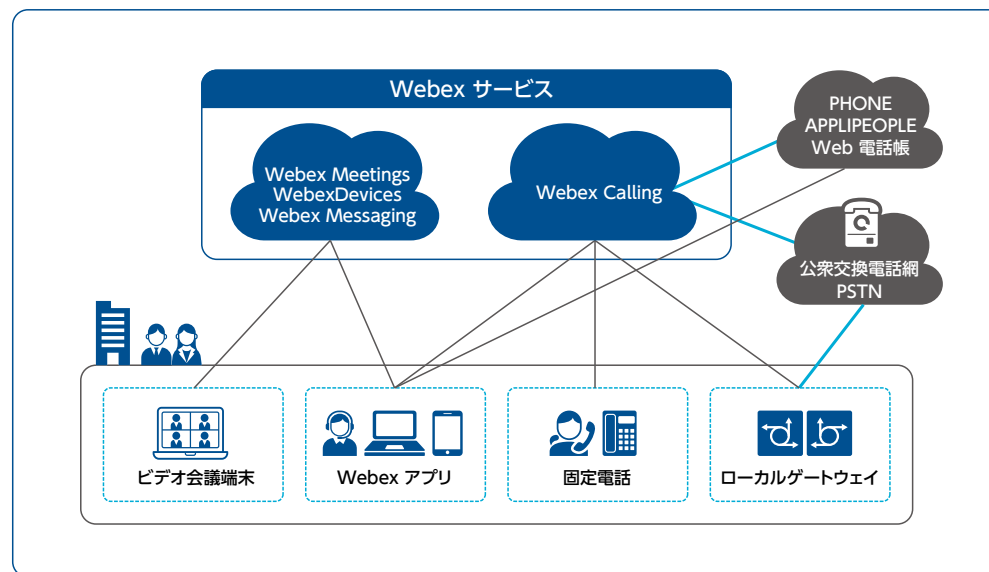 Webex サービス
Webex Meetings
WebexDevices
Webex Messaging
Webex Calling
PHONE
APPLIPEOPLE
Web 電話帳
公衆交換電話網
PSTN
ビデオ会議端末
Webex アプリ
固定電話
ローカルゲートウェイ